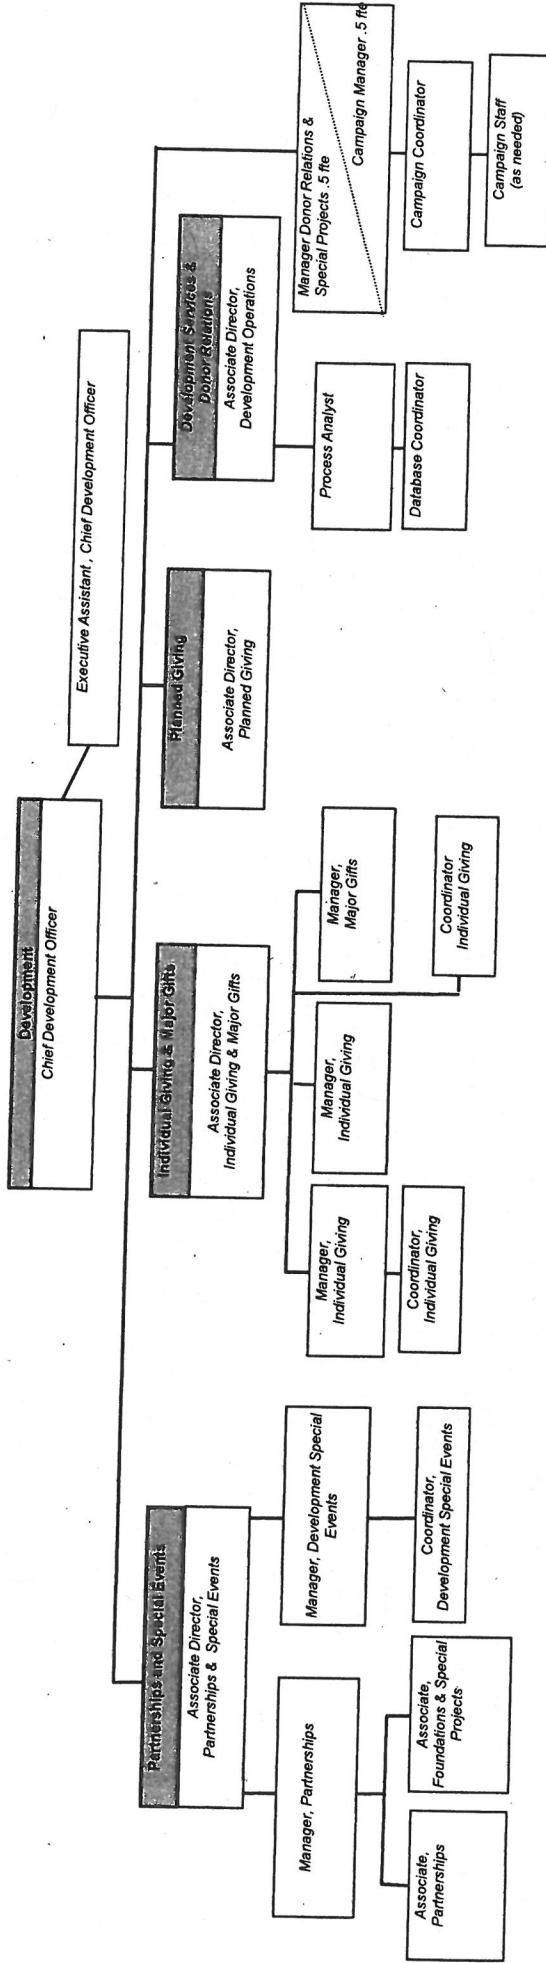 Development
Chief Development Officer
Executive Assistant , Chief Development Officer
Partnerships and Special Events
Associate Director,
Partnerships & Special Events
Manager, Partnerships
Associate,
Partnerships
Associate,
Foundations & Special
Projects
Manager, Development Special
Events
Coordinator,
Development Special Events
Individual Giving & Major Gifts
Associate Director,
Individual Giving & Major Gifts
Manager,
Individual Giving
Coordinator,
Individual Giving
Manager,
Individual Giving
Manager,
Major Gifts
Coordinator
Individual Giving
Planned Giving
Associate Director,
Planned Giving
Development Services &
Donor Relations
Associate Director,
Development Operations
Process Analyst
Database Coordinator
Manager Donor Relations &
Special Projects .5 fte
Campaign Manager .5 fte
Campaign Coordinator
Campaign Staff
(as needed)